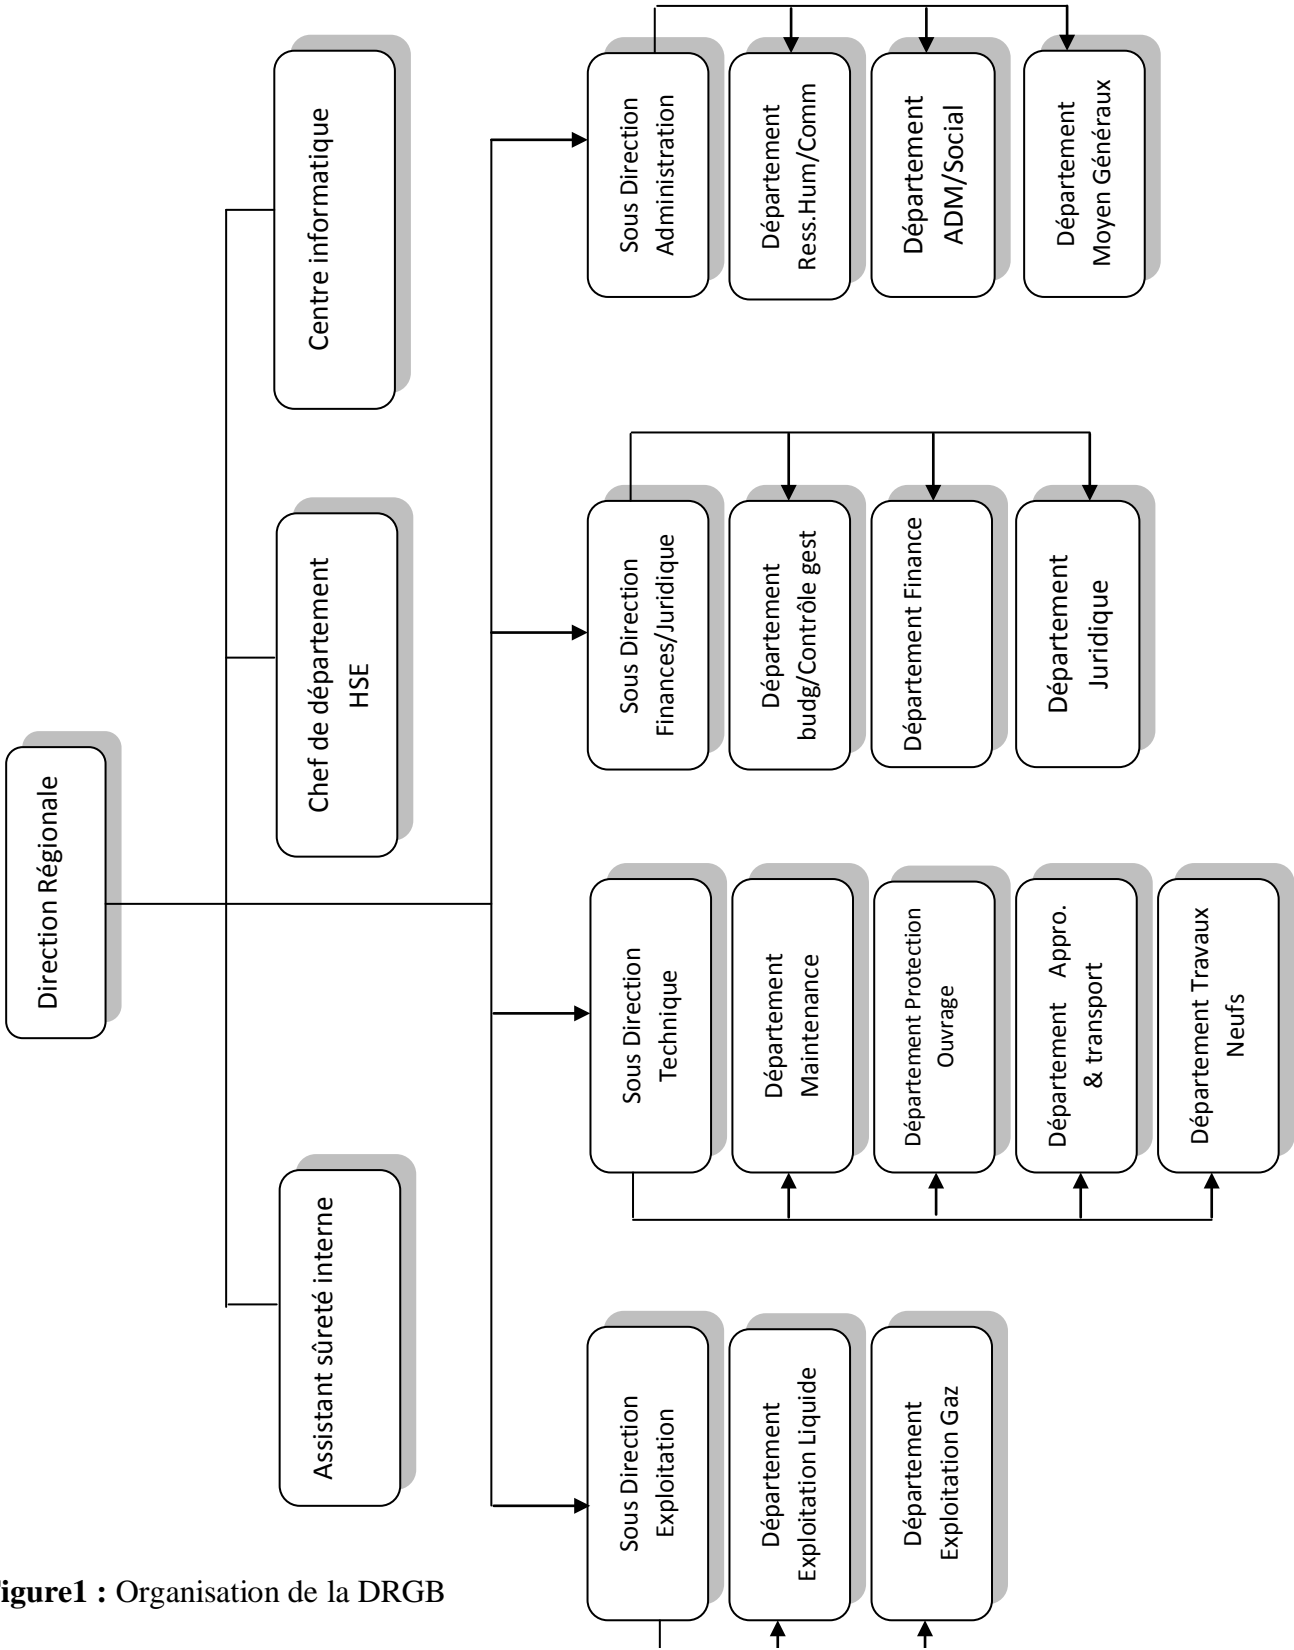 Direction Régionale
Assistant sûreté interne
Chef de département
HSE
Centre informatique
Sous Direction
Exploitation
Département
Exploitation Liquide
Département
Exploitation Gaz
Sous Direction
Technique
Département
Maintenance
Département Protection
Ouvrage
Département Appro.
& transport
Département Travaux
Neufs
Sous Direction
Finances/Juridique
Département
budg/Contrôle gest
Département Finance
Département
Juridique
Sous Direction
Administration
Département
Ress.Hum/Comm
Département
ADM/Social
Département
Moyen Généraux
igure1 : Organisation de la DRGB